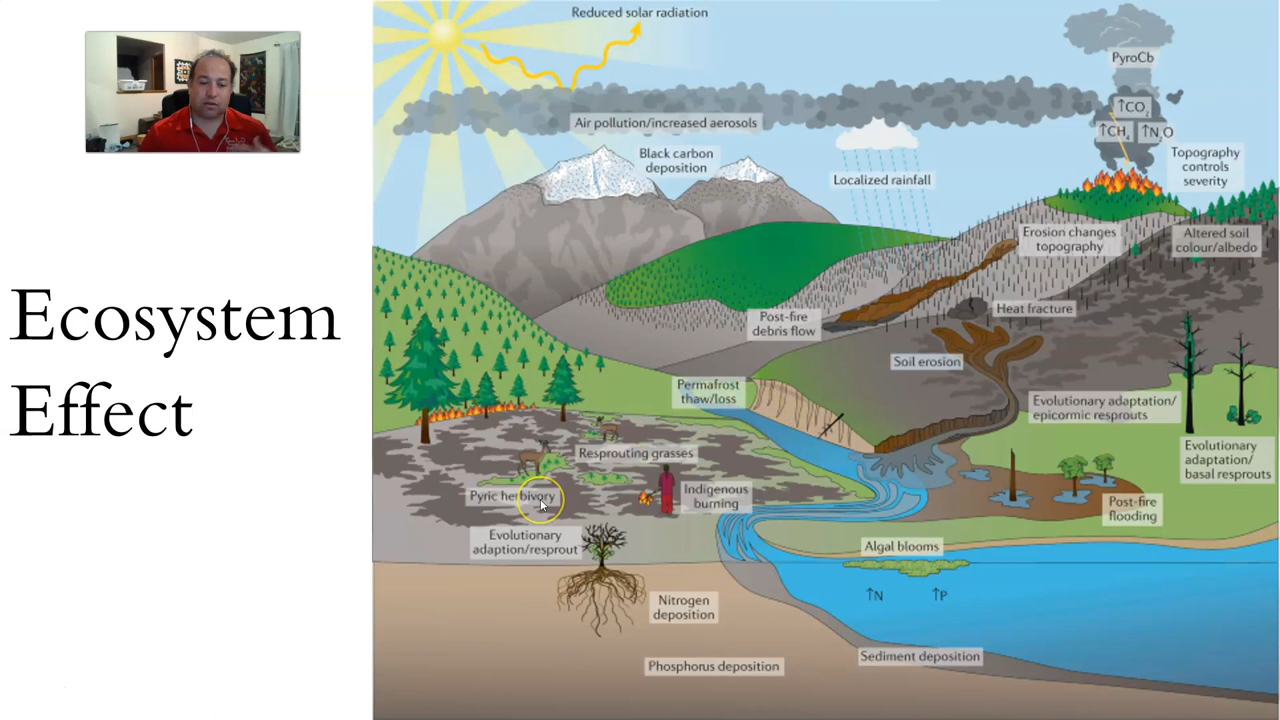 Ecosystem
Effect
Reduced solar radiation
PyroCb
↑CO₂
↑CH₄ ↑N₂O
Air pollution/increased aerosols
Black carbon
deposition
Localized rainfall
Topography
controls
severity
Erosion changes
topography
Altered soil
colour/albedo
Post-fire
debris flow
Heat fracture
Soil erosion
Permafrost
thaw/loss
Evolutionary adaptation/
epicormic resprouts
Evolutionary
adaptation/
basal resprouts
Resprouting grasses
Pyric herbivory
Indigenous
burning
Post-fire
flooding
Evolutionary
adaption/resprout
Algal blooms
↑N ↑P
Nitrogen
deposition
Sediment deposition
Phosphorus deposition